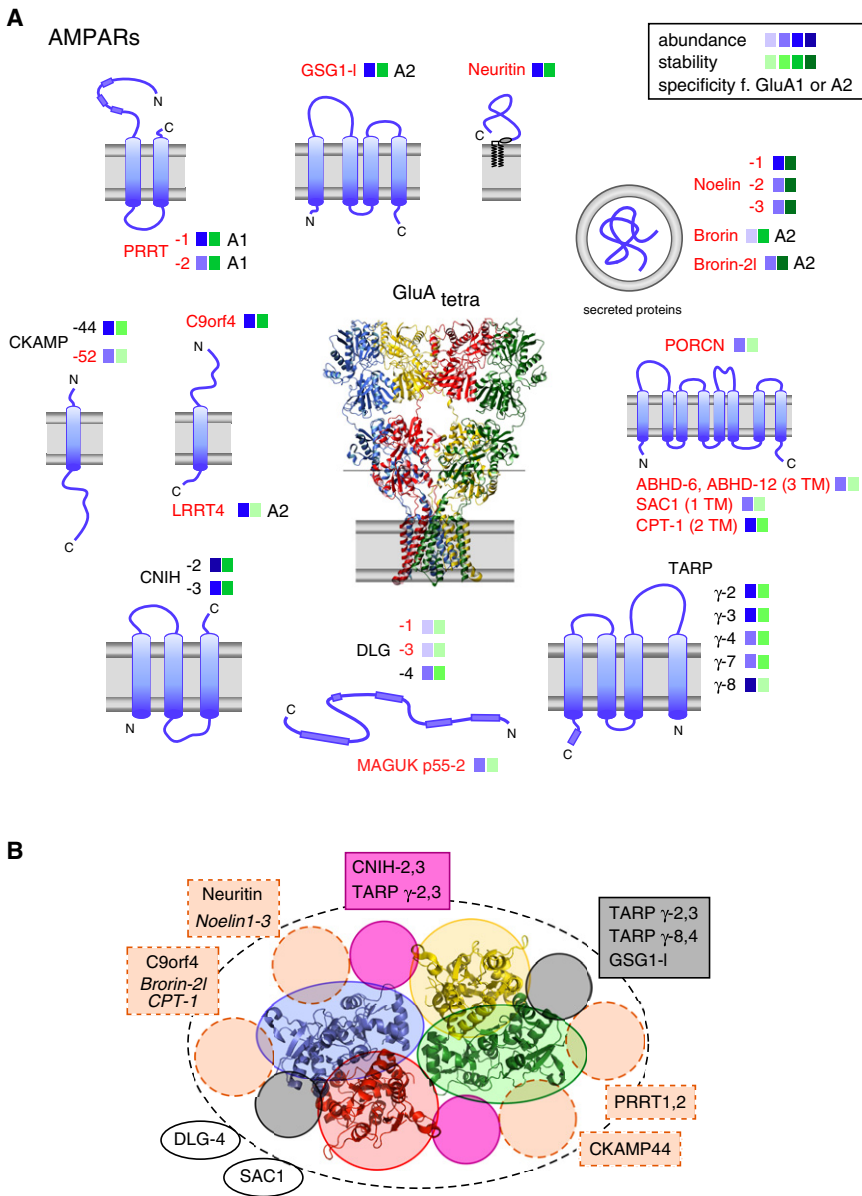 A
AMPARs
abundance
stability
specificity f. GluA1 or A2
GSG1-l A2
Neuritin
N
C
C
N
C
PRRT
-1 A1
-2 A1
Noelin
-1
-2
-3
Brorin A2
Brorin-2l A2
secreted proteins
GluA tetra
CKAMP
-44
-52
N
C
C9orf4
N
C
LRRT4 A2
PORCN
N
C
ABHD-6, ABHD-12 (3 TM)
SAC1 (1 TM)
CPT-1 (2 TM)
CNIH
-2
-3
C
N
DLG
-1
-3
-4
C
N
MAGUK p55-2
TARP
γ-2
γ-3
γ-4
γ-7
γ-8
C
N
B
CNIH-2,3
TARP γ-2,3
Neuritin
Noelin1-3
TARP γ-2,3
TARP γ-8,4
GSG1-l
C9orf4
Brorin-2l
CPT-1
PRRT1,2
CKAMP44
DLG-4
SAC1